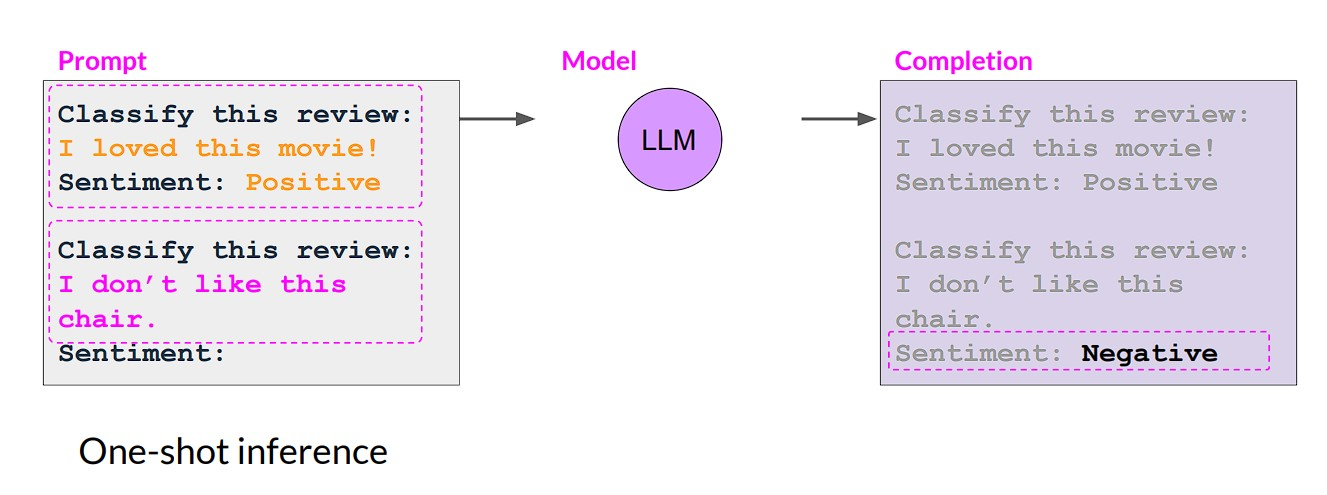 Prompt
Classify this review:
I loved this movie!
Sentiment: Positive
Classify this review:
I don’t like this
chair.
Sentiment:
One-shot inference
Model
LLM
Completion
Classify this review:
I loved this movie!
Sentiment: Positive
Classify this review:
I don’t like this
chair.
Sentiment: Negative